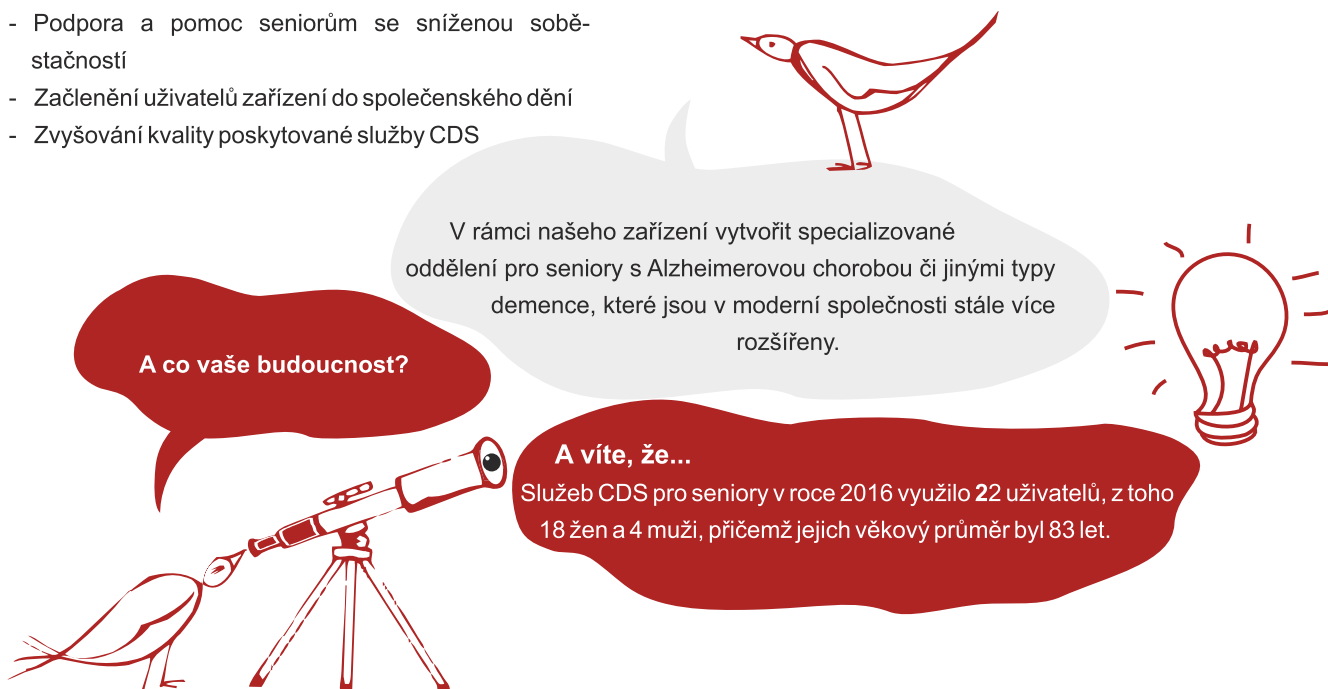 - Podpora a pomoc seniorům se sníženou sobě-
stačností
- Začlenění uživatelů zařízení do společenského dění
- Zvyšování kvality poskytované služby CDS
V rámci našeho zařízení vytvořit specializované
oddělení pro seniory s Alzheimerovou chorobou či jinými typy
demence, které jsou v moderní společnosti stále více
rozšířeny.
A co vaše budoucnost?
A víte, že...
Služeb CDS pro seniory v roce 2016 využilo 22 uživatelů, z toho
18 žen a 4 muži, přičemž jejich věkový průměr byl 83 let.